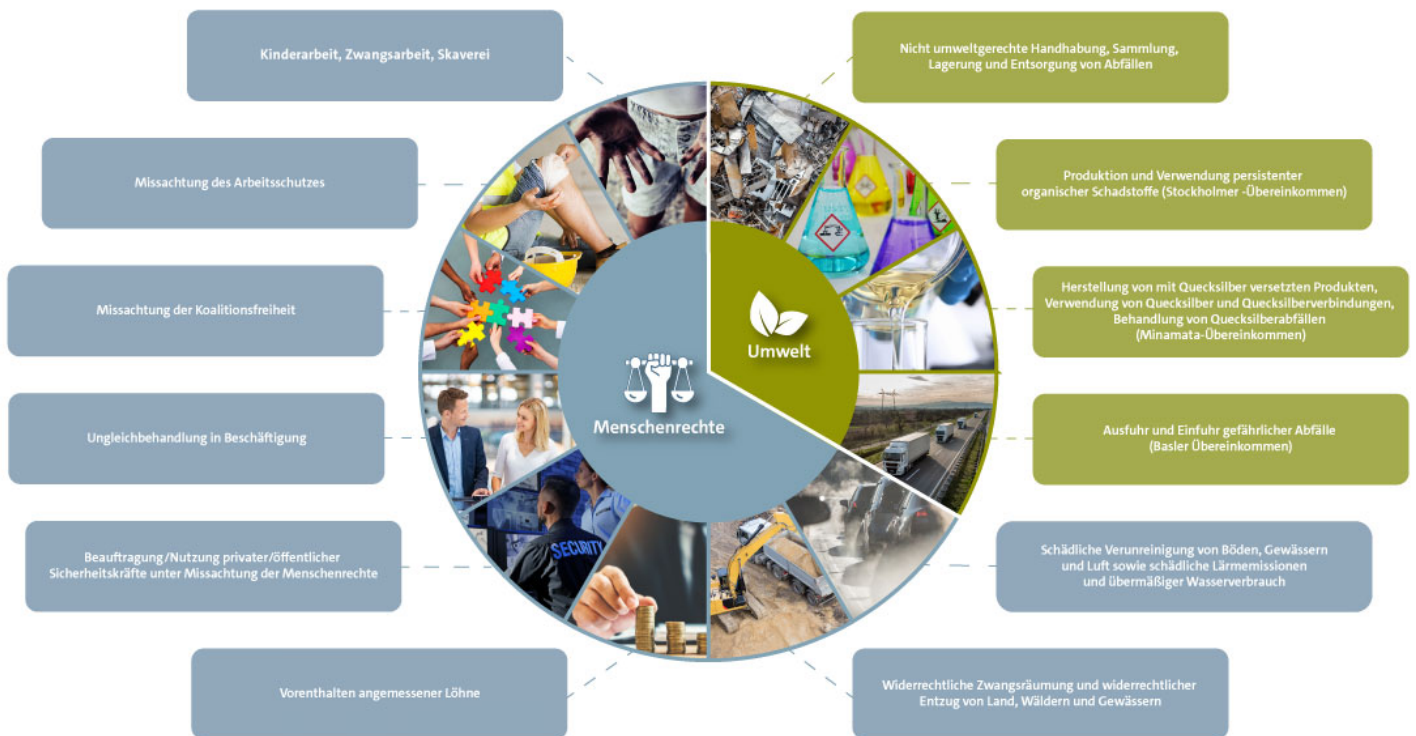 Kinderarbeit, Zwangsarbeit, Skaverei
Missachtung des Arbeitsschutzes
Missachtung der Koalitionsfreiheit
Ungleichbehandlung in Beschäftigung
Beauftragung/Nutzung privater/öffentlicher
Sicherheitskräfte unter Missachtung der Menschenrechte
Vorenthalten angemessener Löhne
Menschenrechte
Umwelt
SECURITY
Nicht umweltgerechte Handhabung, Sammlung,
Lagerung und Entsorgung von Abfällen
Produktion und Verwendung persistenter
organischer Schadstoffe (Stockholmer -Übereinkommen)
Herstellung von mit Quecksilber versetzten Produkten,
Verwendung von Quecksilber und Quecksilberverbindungen,
Behandlung von Quecksilberabfällen
(Minamata-Übereinkommen)
Ausfuhr und Einfuhr gefährlicher Abfälle
(Basler Übereinkommen)
Schädliche Verunreinigung von Böden, Gewässern
und Luft sowie schädliche Lärmemissionen
und übermäßiger Wasserverbrauch
Widerrechtliche Zwangsräumung und widerrechtlicher
Entzug von Land, Wäldern und Gewässern